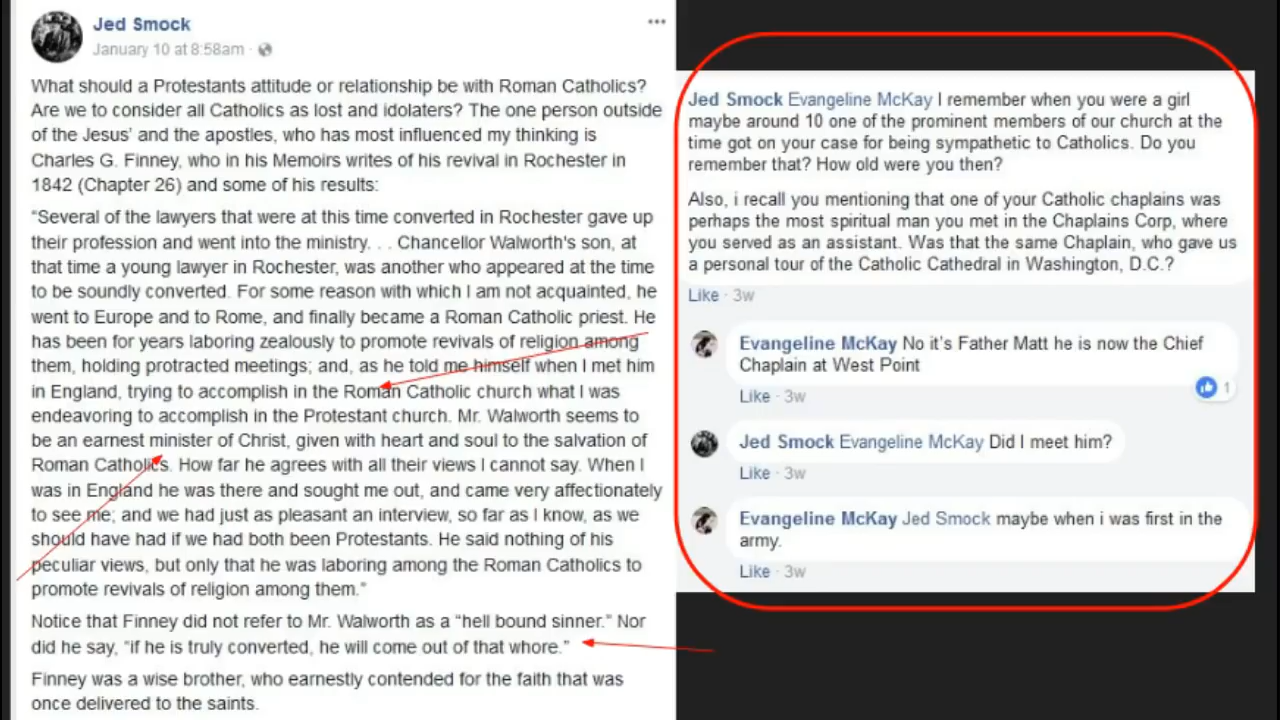 Jed Smock
January 10 at 8:58am
What should a Protestants attitude or relationship be with Roman Catholics?
Are we to consider all Catholics as lost and idolaters? The one person outside
of the Jesus' and the apostles, who has most influenced my thinking is
Charles G. Finney, who in his Memoirs writes of his revival in Rochester in
1842 (Chapter 26) and some of his results:
“Several of the lawyers that were at this time converted in Rochester gave up
their profession and went into the ministry. . . Chancellor Walworth's son, at
that time a young lawyer in Rochester, was another who appeared at the time
to be soundly converted. For some reason with which I am not acquainted, he
went to Europe and to Rome, and finally became a Roman Catholic priest. He
has been for years laboring zealously to promote revivals of religion among
them, holding protracted meetings; and, as he told me himself when I met him
in England, trying to accomplish in the Roman Catholic church what I was
endeavoring to accomplish in the Protestant church. Mr. Walworth seems to
be an earnest minister of Christ, given with heart and soul to the salvation of
Roman Catholics. How far he agrees with all their views I cannot say. When I
was in England he was there and sought me out, and came very affectionately
to see me; and we had just as pleasant an interview, so far as I know, as we
should have had if we had both been Protestants. He said nothing of his
peculiar views, but only that he was laboring among the Roman Catholics to
promote revivals of religion among them.”
Notice that Finney did not refer to Mr. Walworth as a “hell bound sinner.” Nor
did he say, “if he is truly converted, he will come out of that whore.”
Finney was a wise brother, who earnestly contended for the faith that was
once delivered to the saints.
Jed Smock Evangeline McKay I remember when you were a girl
maybe around 10 one of the prominent members of our church at the
time got on your case for being sympathetic to Catholics. Do you
remember that? How old were you then?
Also, i recall you mentioning that one of your Catholic chaplains was
perhaps the most spiritual man you met in the Chaplains Corp, where
you served as an assistant. Was that the same Chaplain, who gave us
a personal tour of the Catholic Cathedral in Washington, D.C.?
Like · 3w
Evangeline McKay No it's Father Matt he is now the Chief
Chaplain at West Point
1
Like · 3w
Jed Smock Evangeline McKay Did I meet him?
Like · 3w
Evangeline McKay Jed Smock maybe when i was first in the
army.
Like · 3w